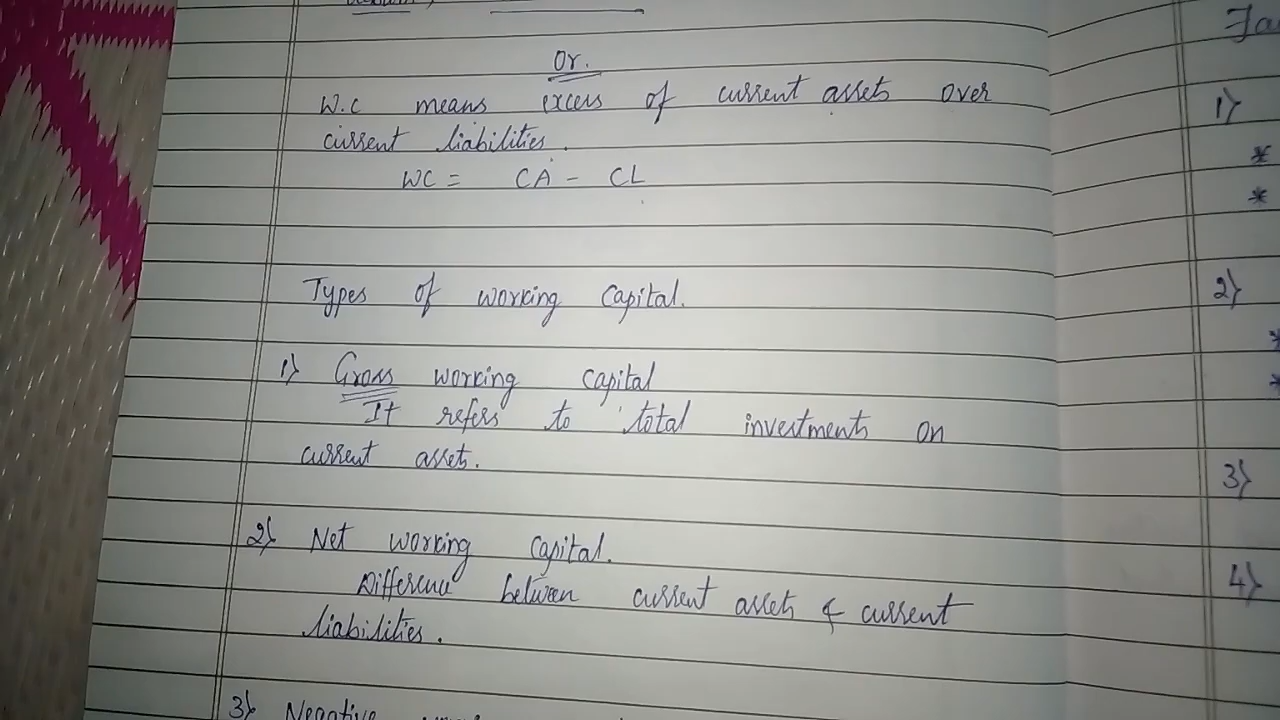 Or.
W.C means excess of current assets over
current liabilities.
WC = CA - CL
Types of working capital.
1) Gross working capital
It refers to total investments on
current assets.
2) Net working capital.
Difference between current assets & current
liabilities.
3) Negative
1)
*
*
2)
*
*
3)
4)